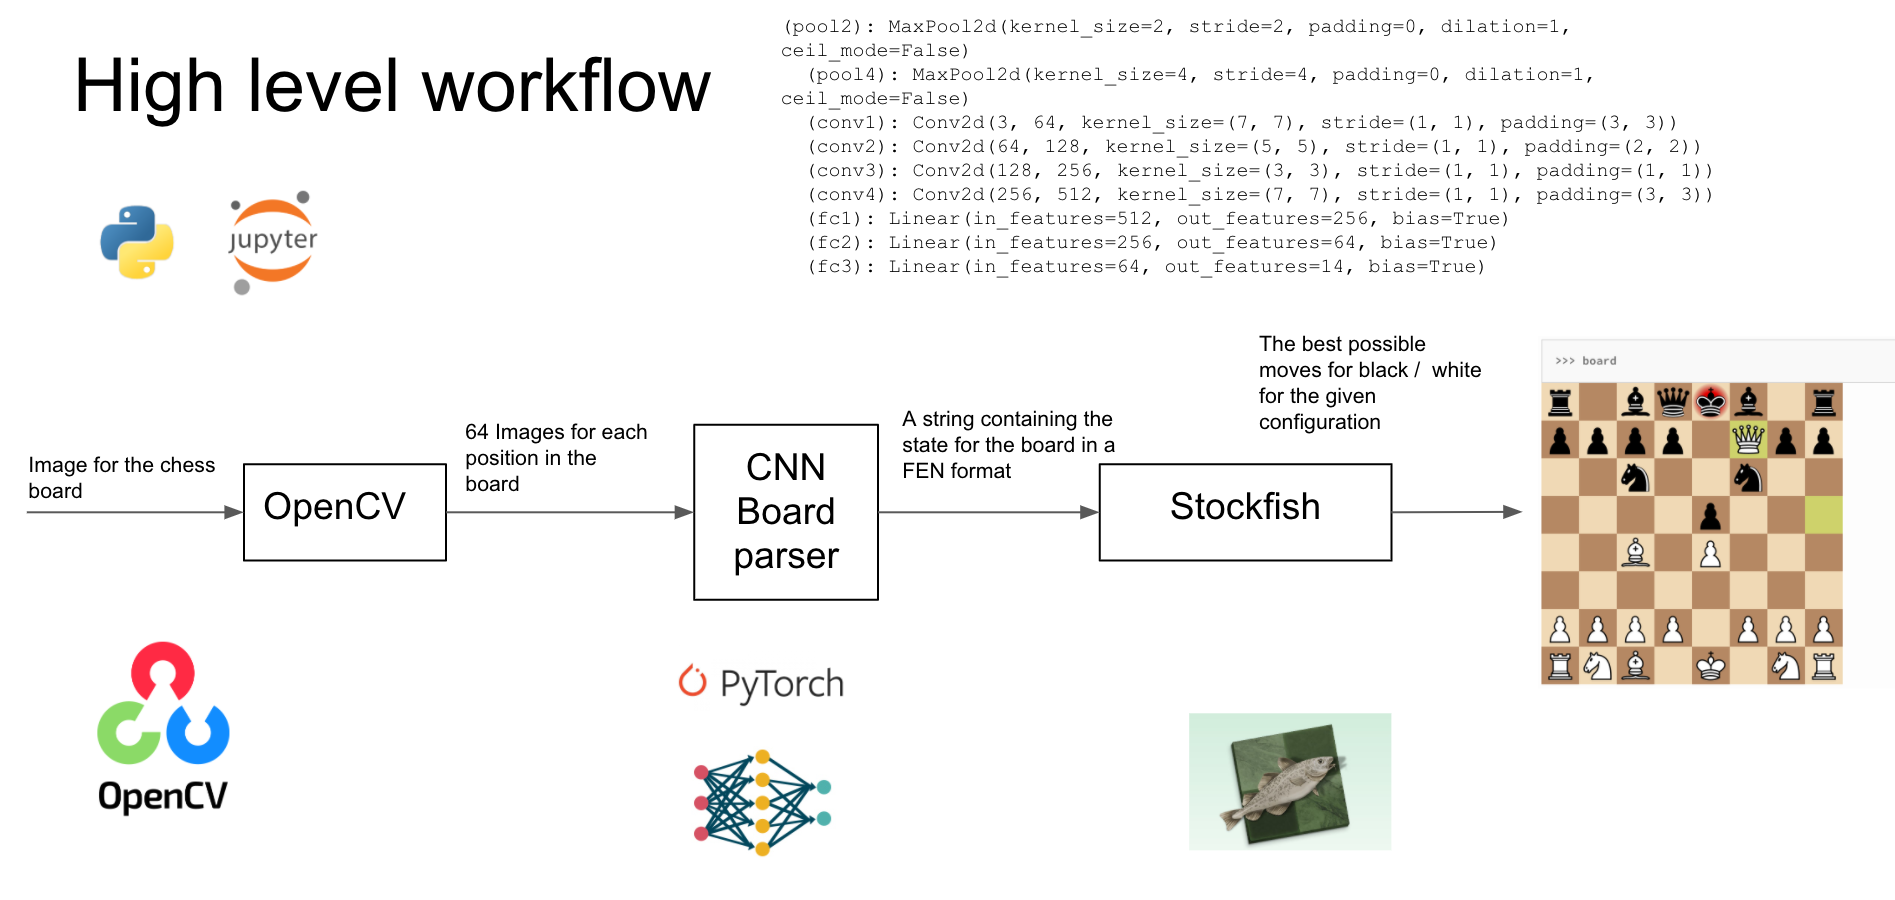 High level workflow
(pool2): MaxPool2d(kernel_size=2, stride=2, padding=0, dilation=1,
ceil_mode=False)
(pool4): MaxPool2d(kernel_size=4, stride=4, padding=0, dilation=1,
ceil_mode=False)
(conv1): Conv2d(3, 64, kernel_size=(7, 7), stride=(1, 1), padding=(3, 3))
(conv2): Conv2d(64, 128, kernel_size=(5, 5), stride=(1, 1), padding=(2, 2))
(conv3): Conv2d(128, 256, kernel_size=(3, 3), stride=(1, 1), padding=(1, 1))
(conv4): Conv2d(256, 512, kernel_size=(7, 7), stride=(1, 1), padding=(3, 3))
(fc1): Linear(in_features=512, out_features=256, bias=True)
(fc2): Linear(in_features=256, out_features=64, bias=True)
(fc3): Linear(in_features=64, out_features=14, bias=True)
jupyter
Image for the chess
board
OpenCV
64 Images for each
position in the
board
CNN
Board
parser
A string containing the
state for the board in a
FEN format
Stockfish
The best possible
moves for black /  white
for the given
configuration
>>> board
OpenCV
PyTorch